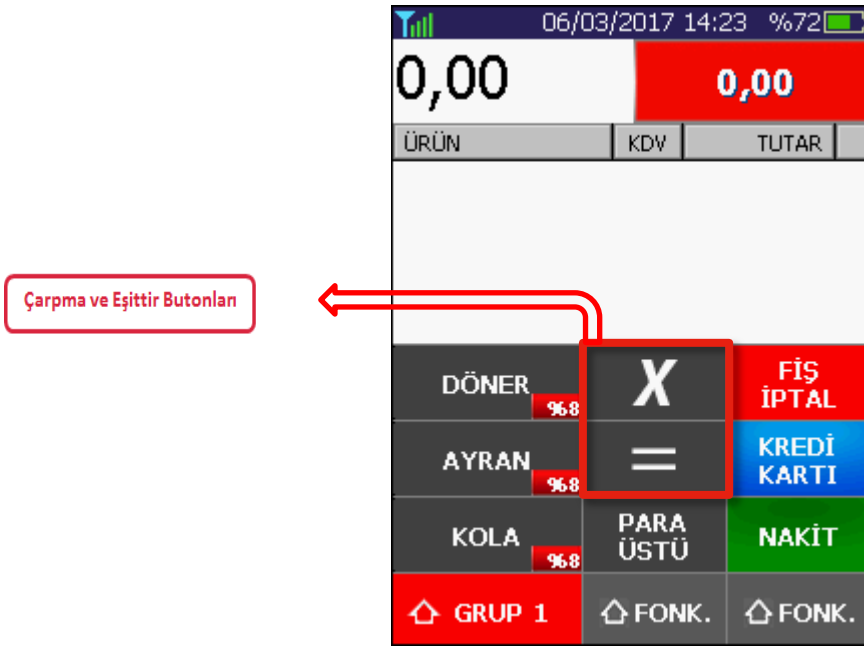 06/03/2017 14:23 %72
0,00
0,00
ÜRÜN KDV TUTAR
Çarpma ve Eşittir Butonları
DÖNER %8
X
FİŞ
İPTAL
AYRAN %8
=
KREDİ
KARTI
KOLA %8
PARA
ÜSTÜ
NAKİT
GRUP 1
FONK.
FONK.